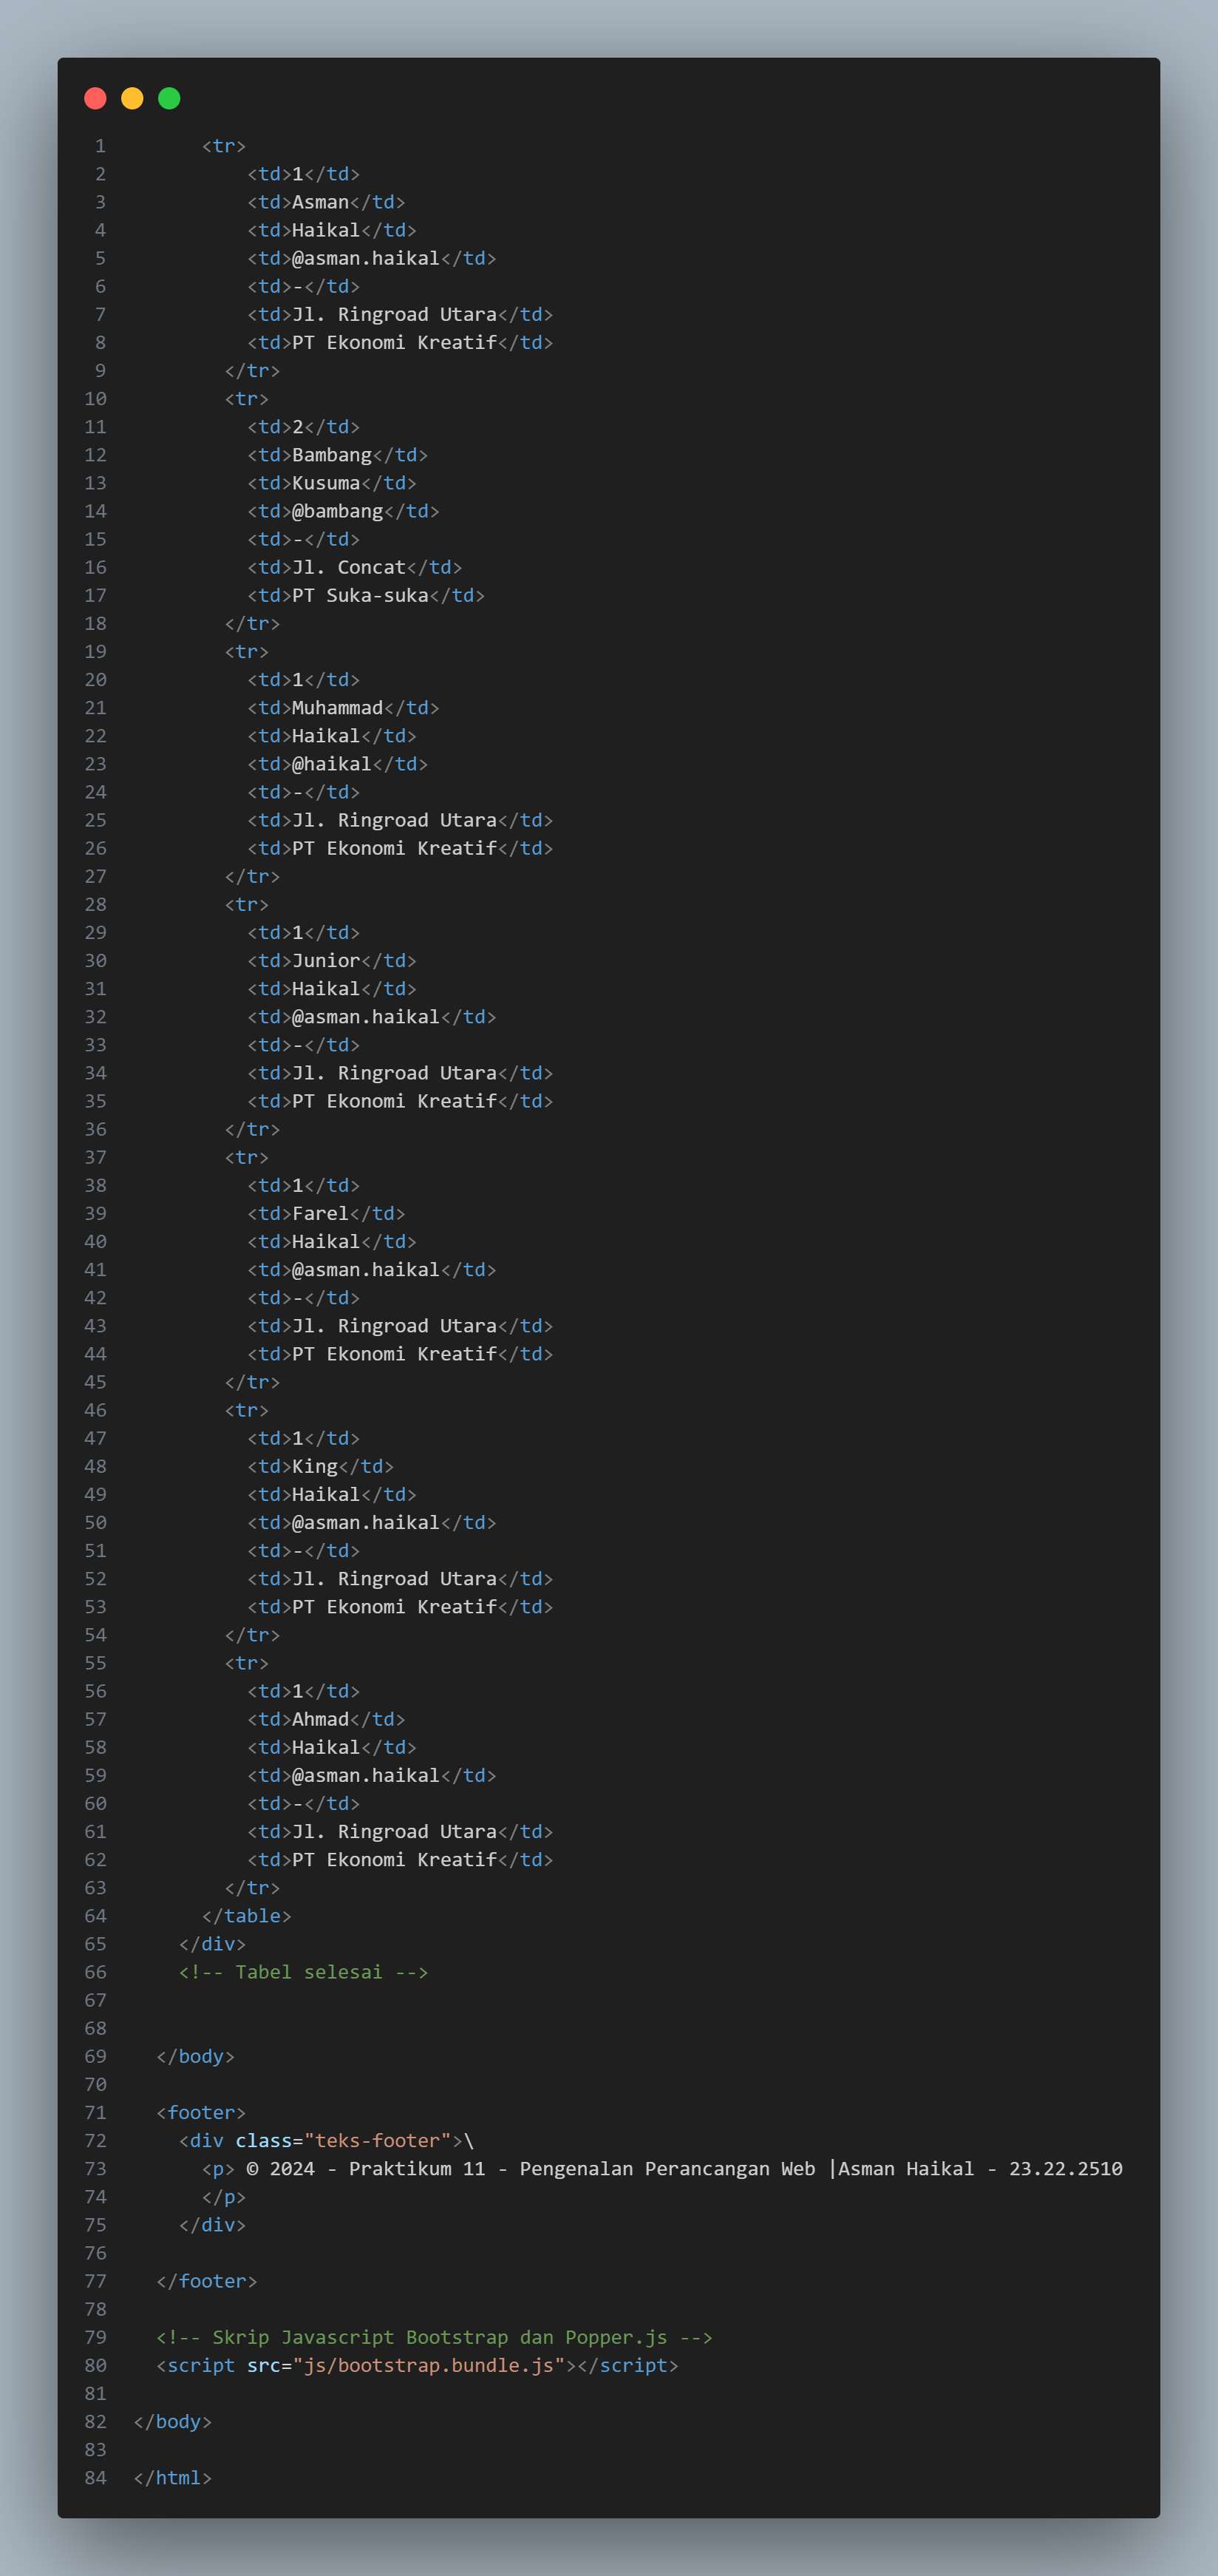 1 <tr>
2 <td>1</td>
3 <td>Asman</td>
4 <td>Haikal</td>
5 <td>@asman.haikal</td>
6 <td>-</td>
7 <td>Jl. Ringroad Utara</td>
8 <td>PT Ekonomi Kreatif</td>
9 </tr>
10 <tr>
11 <td>2</td>
12 <td>Bambang</td>
13 <td>Kusuma</td>
14 <td>@bambang</td>
15 <td>-</td>
16 <td>Jl. Concat</td>
17 <td>PT Suka-suka</td>
18 </tr>
19 <tr>
20 <td>1</td>
21 <td>Muhammad</td>
22 <td>Haikal</td>
23 <td>@haikal</td>
24 <td>-</td>
25 <td>Jl. Ringroad Utara</td>
26 <td>PT Ekonomi Kreatif</td>
27 </tr>
28 <tr>
29 <td>1</td>
30 <td>Junior</td>
31 <td>Haikal</td>
32 <td>@asman.haikal</td>
33 <td>-</td>
34 <td>Jl. Ringroad Utara</td>
35 <td>PT Ekonomi Kreatif</td>
36 </tr>
37 <tr>
38 <td>1</td>
39 <td>Farel</td>
40 <td>Haikal</td>
41 <td>@asman.haikal</td>
42 <td>-</td>
43 <td>Jl. Ringroad Utara</td>
44 <td>PT Ekonomi Kreatif</td>
45 </tr>
46 <tr>
47 <td>1</td>
48 <td>King</td>
49 <td>Haikal</td>
50 <td>@asman.haikal</td>
51 <td>-</td>
52 <td>Jl. Ringroad Utara</td>
53 <td>PT Ekonomi Kreatif</td>
54 </tr>
55 <tr>
56 <td>1</td>
57 <td>Ahmad</td>
58 <td>Haikal</td>
59 <td>@asman.haikal</td>
60 <td>-</td>
61 <td>Jl. Ringroad Utara</td>
62 <td>PT Ekonomi Kreatif</td>
63 </tr>
64 </table>
65 </div>
66 <!-- Tabel selesai -->
67
68
69 </body>
70
71 <footer>
72 <div class="teks-footer">\
73 <p> © 2024 - Praktikum 11 - Pengenalan Perancangan Web |Asman Haikal - 23.22.2510
74 </p>
75 </div>
76
77 </footer>
78
79 <!-- Skrip Javascript Bootstrap dan Popper.js -->
80 <script src="js/bootstrap.bundle.js"></script>
81
82 </body>
83
84 </html>